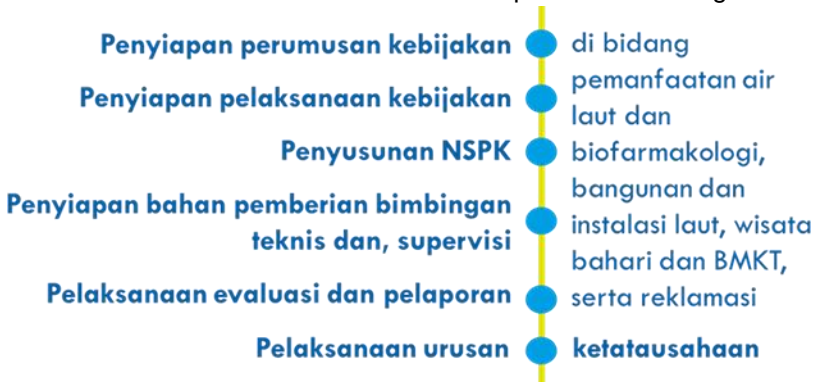 Penyiapan perumusan kebijakan
Penyiapan pelaksanaan kebijakan
Penyusunan NSPK
Penyiapan bahan pemberian bimbingan
teknis dan, supervisi
Pelaksanaan evaluasi dan pelaporan
di bidang
pemanfaatan air
laut dan
biofarmakologi,
bangunan dan
instalasi laut, wisata
bahari dan BMKT,
serta reklamasi
Pelaksanaan urusan ketatausahaan